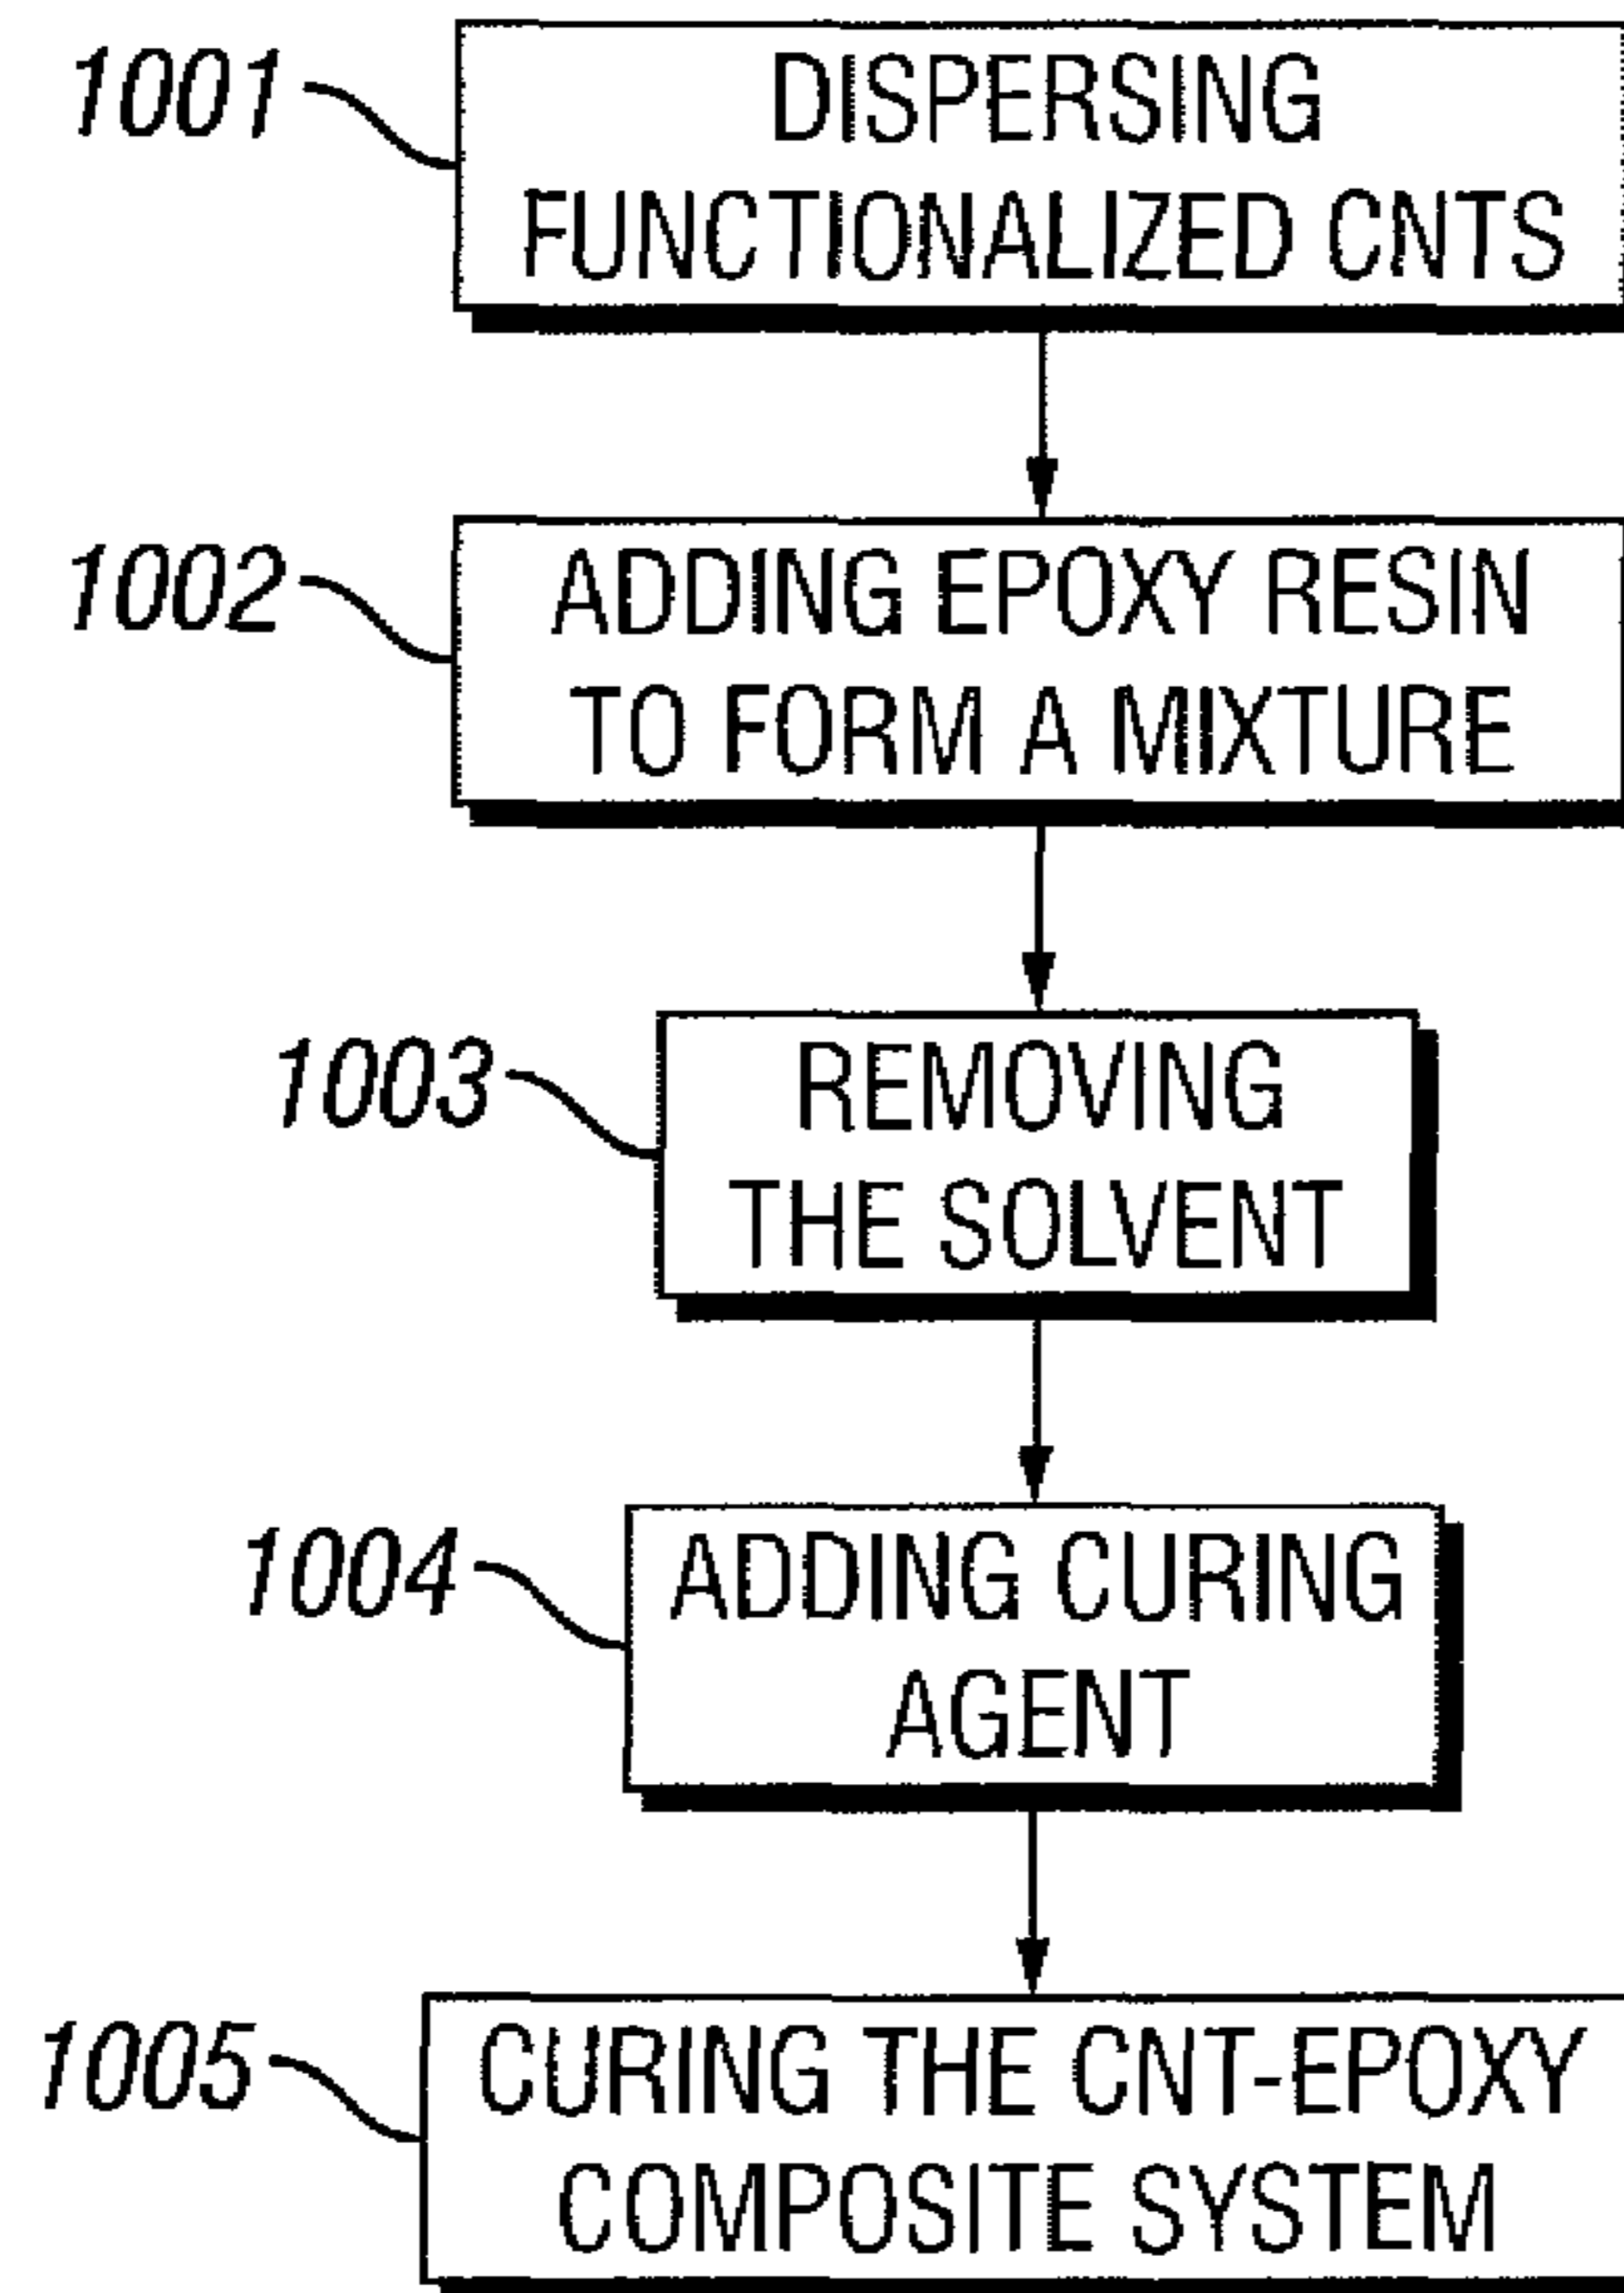 1001
DISPERSING
FUNCTIONALIZED CNTS
1002
ADDING EPOXY RESIN
TO FORM A MIXTURE
1003
REMOVING
THE SOLVENT
1004
ADDING CURING
AGENT
1005
CURING THE CNT-EPOXY
COMPOSITE SYSTEM